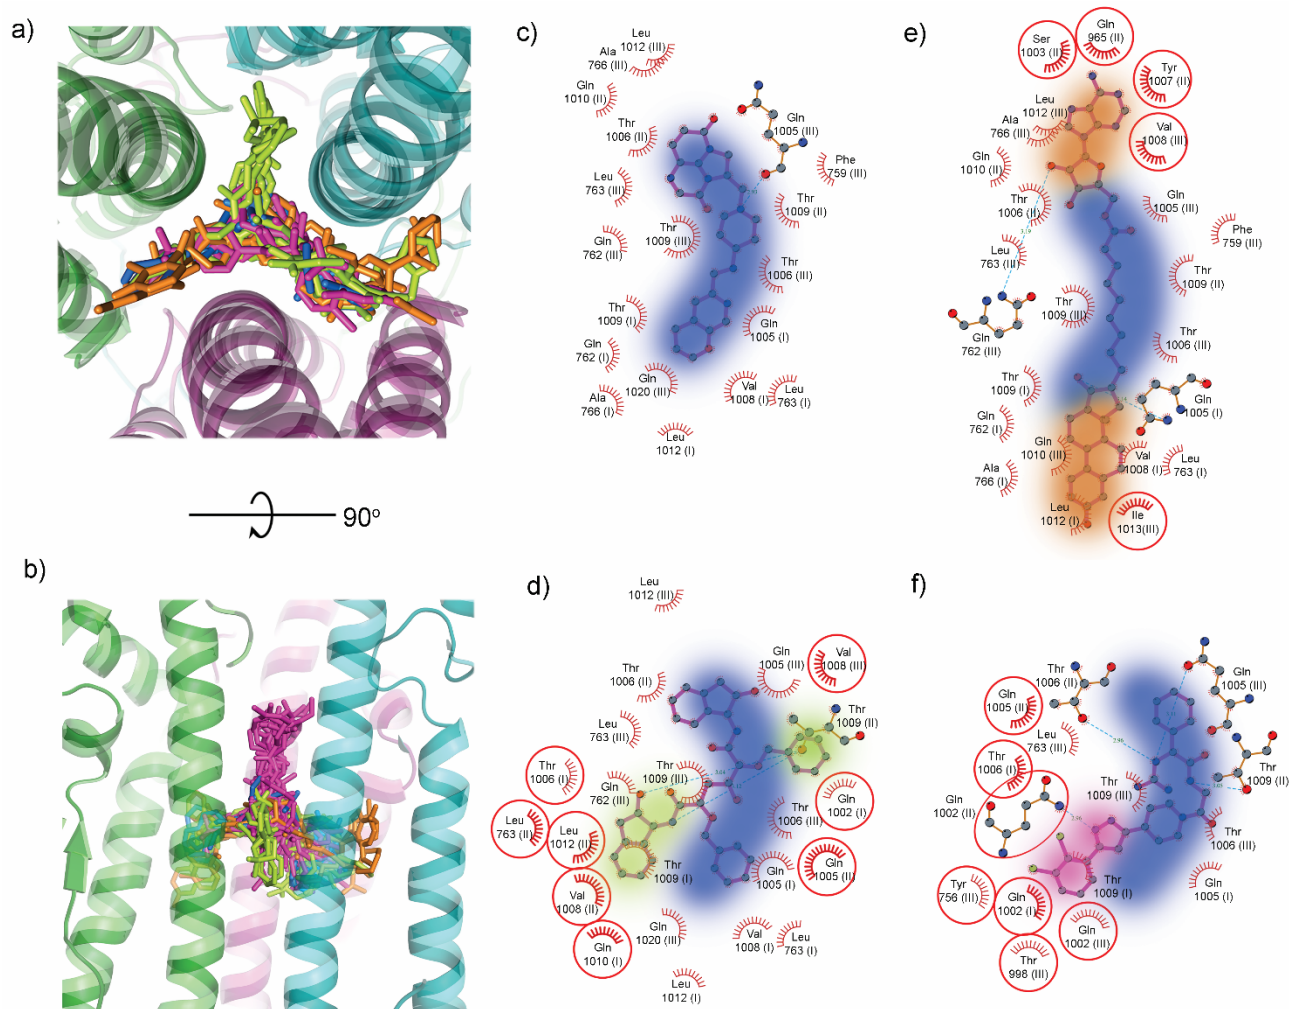 a)
90º
b)
c)
Leu
1012 (III)
Ala
766 (III)
Gln
1010 (II)
Thr
1006 (II)
Leu
763 (III)
Gln
762 (III)
Thr
1009 (III)
Gln
1005 (III)
Phe
759 (III)
Thr
1009 (II)
Thr
1006 (III)
Thr
1009 (I)
Gln
762 (I)
Ala
766 (I)
Gln
1020 (III)
Gln
1005 (I)
Val
1008 (I)
Leu
763 (I)
Leu
1012 (I)
d)
Leu
1012 (III)
Thr
1006 (II)
Leu
763 (III)
Gln
1005 (III)
Val
1008 (III)
Thr
1009 (II)
Thr
1006 (I)
Gln
762 (III)
Thr
1009 (III)
Thr
1006 (III)
Gln
1002 (I)
Leu
763 (II)
Leu
1012 (II)
Thr
1009 (I)
Gln
1005 (I)
Gln
1005 (II)
Val
1008 (II)
Gln
1010 (I)
Gln
1020 (III)
Val
1008 (I)
Leu
763 (I)
Leu
1012 (I)
e)
Ser
1003 (II)
Gln
965 (II)
Tyr
1007 (II)
Leu
1012 (III)
Ala
766 (III)
Val
1008 (III)
Gln
1010 (II)
Thr
1006 (II)
Gln
1005 (III)
Phe
759 (III)
Leu
763 (III)
Thr
1009 (II)
Thr
1009 (III)
Gln
762 (III)
Thr
1006 (III)
Thr
1009 (I)
Gln
1005 (I)
Gln
762 (I)
Gln
1010 (III)
Val
1008 (I)
Leu
763 (I)
Ala
766 (I)
Leu
1012 (I)
Ile
1013(III)
f)
Thr
1006 (II)
Gln
1005 (III)
Gln
1005 (II)
Leu
763 (III)
Thr
1006 (I)
Thr
1009 (II)
Gln
1002 (II)
Thr
1009 (III)
2.96
Thr
1006 (III)
Thr
1009 (I)
Gln
1005 (I)
Tyr
756 (III)
Gln
1002 (I)
Gln
1002 (III)
Thr
998 (III)